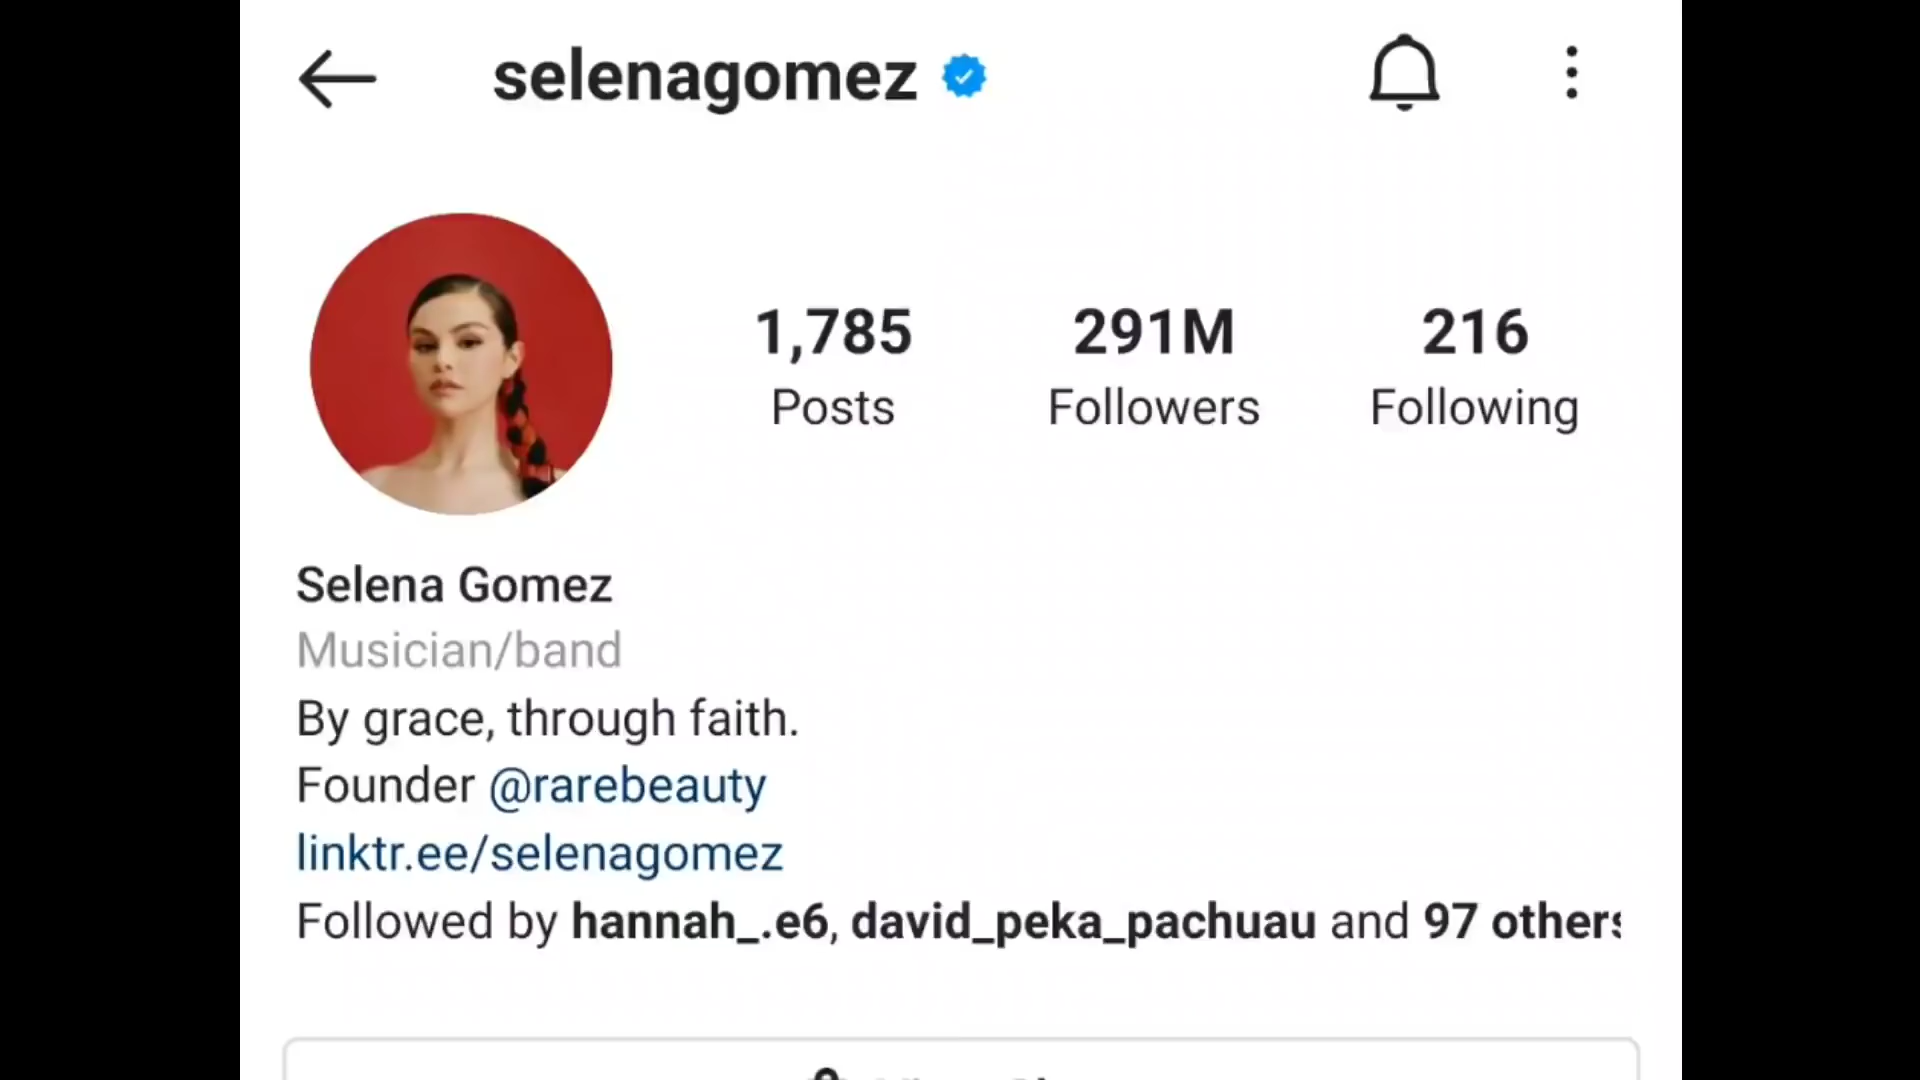 selenagomez
1,785 291M 216
Posts Followers Following
Selena Gomez
Musician/band
By grace, through faith.
Founder @rarebeauty
linktr.ee/selenagomez
Followed by hannah_.e6, david_peka_pachuau and 97 others